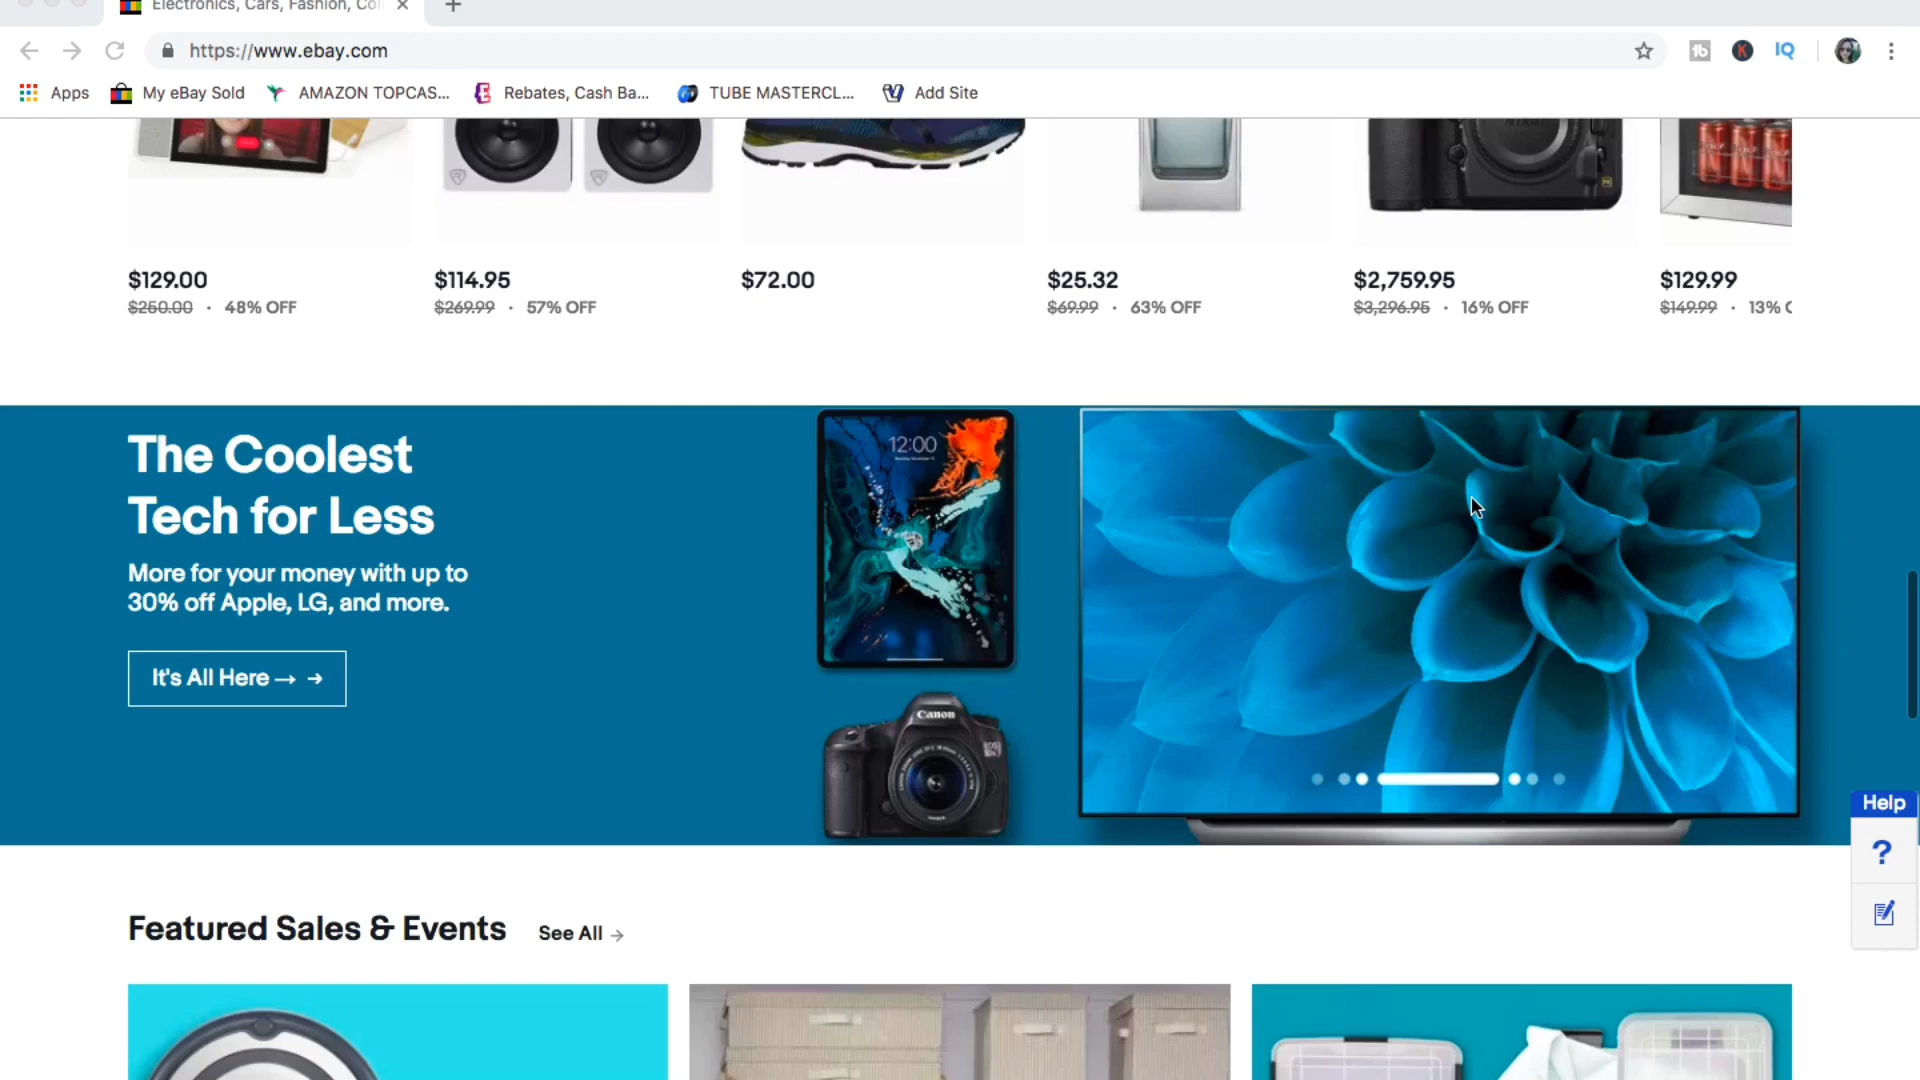 Electronics, Cars, Fashion, Col
https://www.ebay.com
Apps My eBay Sold AMAZON TOPCAS... Rebates, Cash Ba... TUBE MASTERCL... Add Site
$129.00 $114.95 $72.00 $25.32 $2,759.95 $129.99
$250.00 · 48% OFF $269.99 · 57% OFF $69.99 · 63% OFF $3,296.95 · 16% OFF $149.99 · 13%
The Coolest
Tech for Less
More for your money with up to
30% off Apple, LG, and more.
It's All Here → →
12:00
Canon
Help
?
Featured Sales & Events See All →